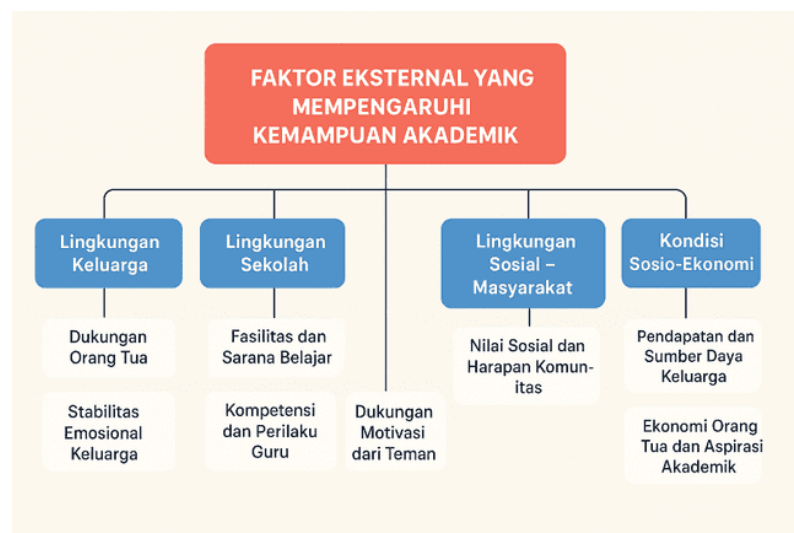 FAKTOR EKSTERNAL YANG
MEMPENGARUHI
KEMAMPUAN AKADEMIK
Lingkungan
Keluarga
Dukungan
Orang Tua
Stabilitas
Emosional
Keluarga
Lingkungan
Sekolah
Fasilitas dan
Sarana Belajar
Kompetensi
dan Perilaku
Guru
Dukungan
Motivasi
dari Teman
Lingkungan
Sosial –
Masyarakat
Nilai Sosial dan
Harapan Komun-
itas
Kondisi
Sosio-Ekonomi
Pendapatan dan
Sumber Daya
Keluarga
Ekonomi Orang
Tua dan Aspirasi
Akademik